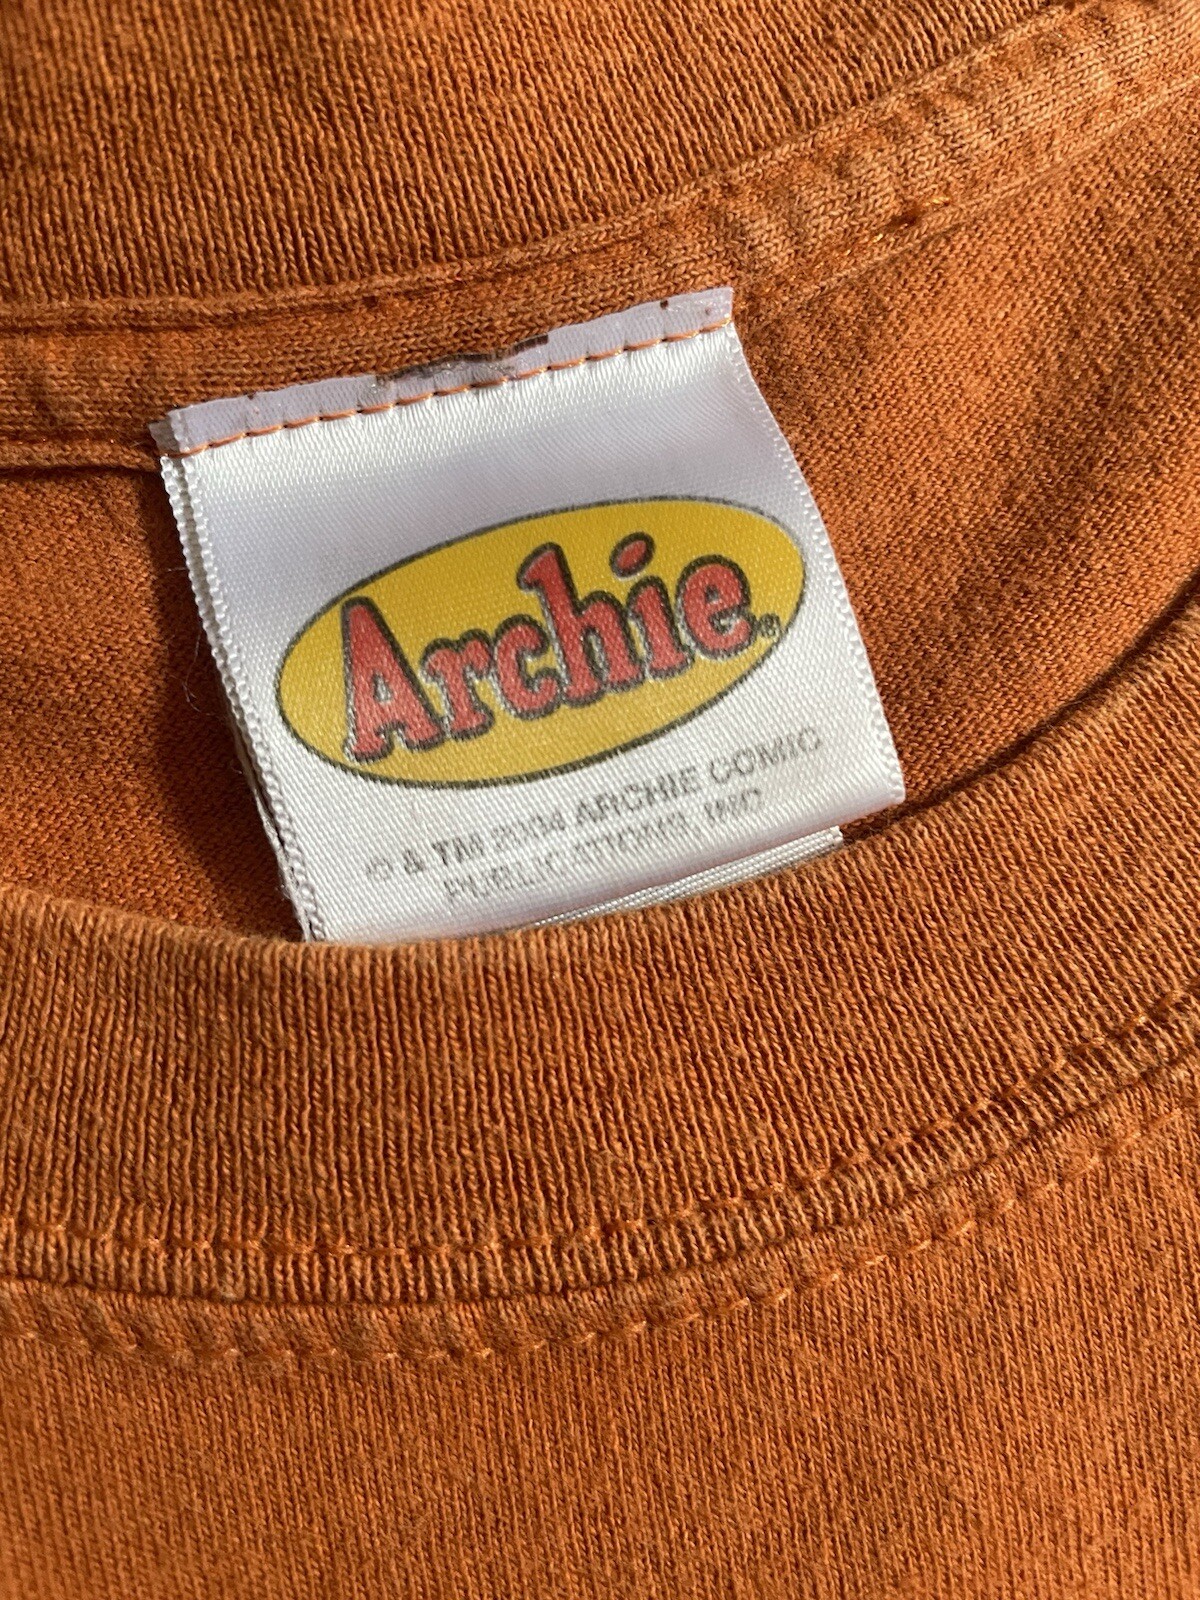 Archie®
© & TM 2004 ARCHIE COMIC
PUBLICATIONS, INC